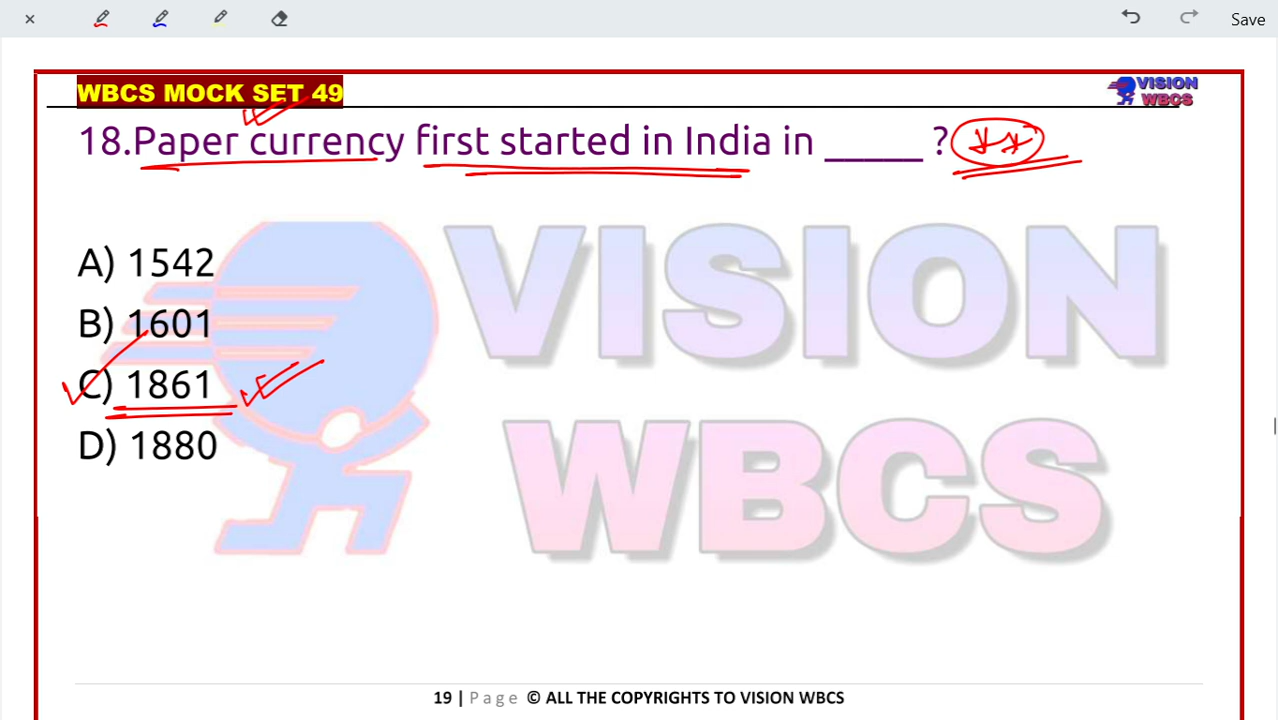 Save
WBCS MOCK SET 49
VISION
WBCS
18.Paper currency first started in India in _____ ?
A) 1542
B) 1601
C) 1861
D) 1880
VISION
WBCS
19 | Page © ALL THE COPYRIGHTS TO VISION WBCS